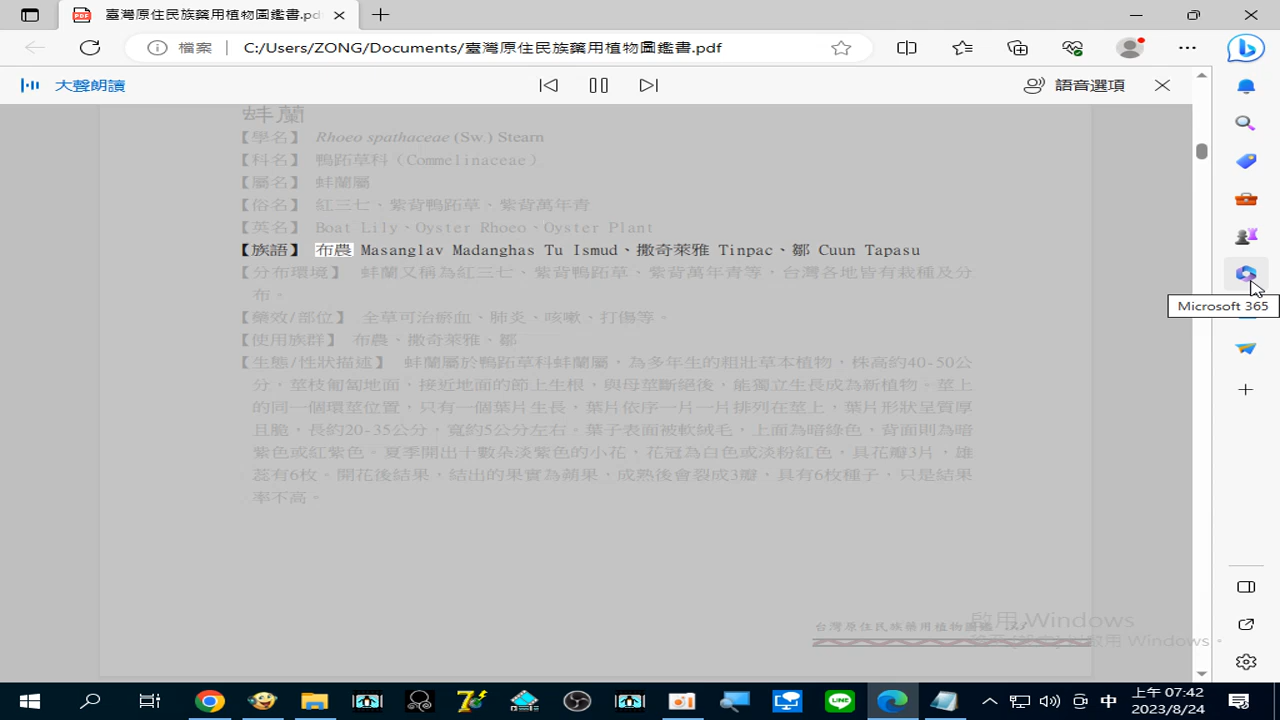 臺灣原住民族藥用植物圖鑑書.pd
檔案
C:/Users/ZONG/Documents/臺灣原住民族藥用植物圖鑑書.pdf
大聲朗讀
語音選項
蚌蘭
【學名】 Rhoeo spathaceae (Sw.) Stearn
【科名】 鴨跖草科（Commelinaceae）
【屬名】 蚌蘭屬
【俗名】 紅三七、紫背鴨跖草、紫背萬年青
【英名】 Boat Lily、Oyster Rhoeo、Oyster Plant
【族語】 布農 Masanglav Madanghas Tu Ismud、撒奇萊雅 Tinpac、鄒 Cuun Tapasu
【分布環境】 蚌蘭又稱為紅三七、紫背鴨跖草、紫背萬年青等，台灣各地皆有栽種及分
布。
【藥效/部位】 全草可治瘀血、肺炎、咳嗽、打傷等。
【使用族群】 布農、撒奇萊雅、鄒
【生態/性狀描述】 蚌蘭屬於鴨跖草科蚌蘭屬，為多年生的粗壯草本植物，株高約40-50公
分，莖枝匍匐地面，接近地面的節上生根，與母莖斷絕後，能獨立生長成為新植物。莖上
的同一個環莖位置，只有一個葉片生長，葉片依序一片一片排列在莖上，葉片形狀呈質厚
且脆，長約20-35公分，寬約5公分左右。葉子表面被軟絨毛，上面為暗綠色，背面則為暗
紫色或紅紫色。夏季開出十數朵淡紫色的小花，花冠為白色或淡粉紅色，具花瓣3片，雄
蕊有6枚。開花後結果，結出的果實為蒴果，成熟後會裂成3瓣，具有6枚種子，只是結果
率不高。
Microsoft 365
台灣原住民族藥用植物圖鑑
啟用 Windows
啟用 Windows。
中
上午 07:42
2023/8/24